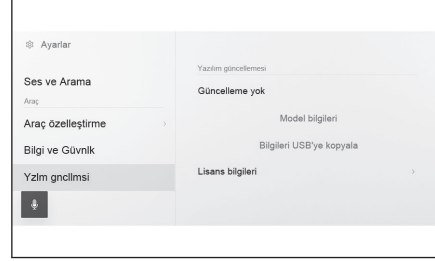 Ayarlar
Ses ve Arama
Araç
Araç özelleştirme
Bilgi ve Güvnlk
Yzlm gncllmsi
Yazılım güncellemesi
Güncelleme yok
Model bilgileri
Bilgileri USB'ye kopyala
Lisans bilgileri